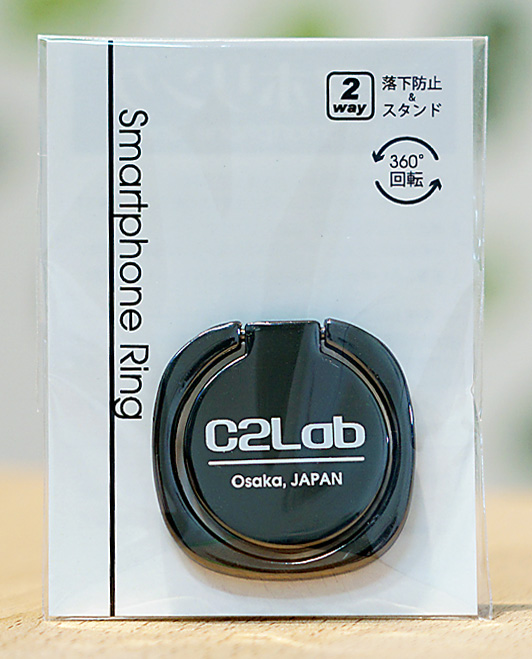 2
way
落下防止
&
スタンド
360°
回転
Smartphone Ring
C2Lab
Osaka, JAPAN